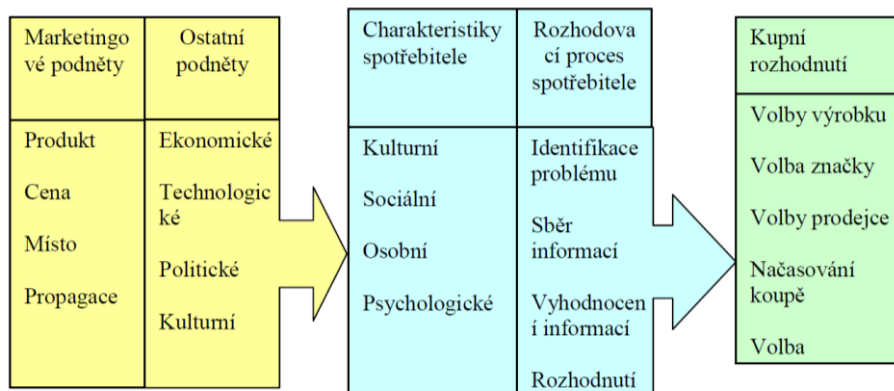 Marketingo
vé podněty
Ostatní
podněty
Produkt
Cena
Místo
Propagace
Ekonomické
Technologic
ké
Politické
Kulturní
Charakteristiky
spotřebitele
Rozhodova
cí proces
spotřebitele
Kulturní
Sociální
Osobní
Psychologické
Identifikace
problému
Sběr
informací
Vyhodnocen
í informací
Rozhodnutí
Kupní
rozhodnutí
Volby výrobku
Volba značky
Volby prodejce
Načasování
koupě
Volba